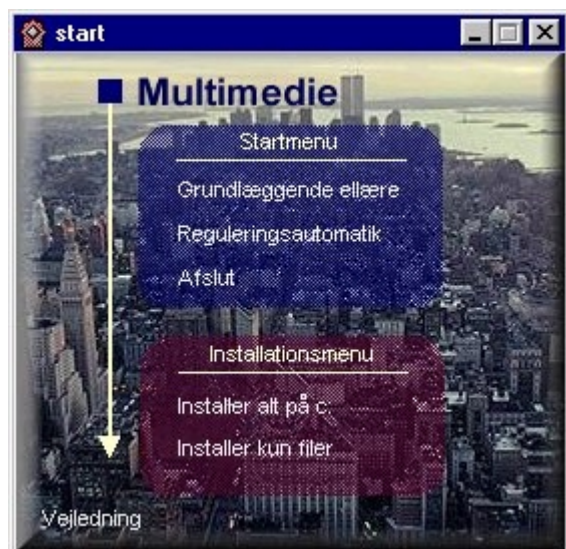 start
Multimedie
Startmenu
Grundlæggende ellære
Reguleringsautomatik
Afslut
Installationsmenu
Installer alt på c:
Installer kun filer
Vejledning